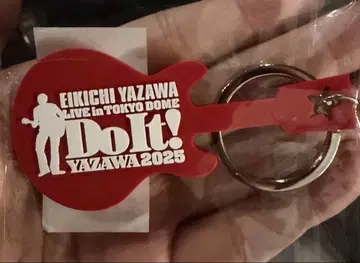 EIKICHI YAZAWA
LIVE in TOKYO DOME
Do It!
YAZAWA 2025